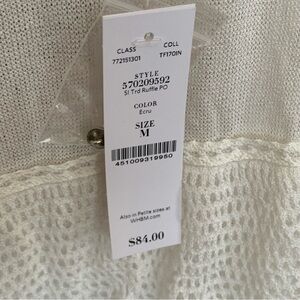 CLASS COLL
772151301 TF170IN
STYLE
570209592
Sl Trd Ruffle PO
COLOR
Ecru
SIZE
M
451009319950
Also in Petite sizes at
WHBM.com
$84.00